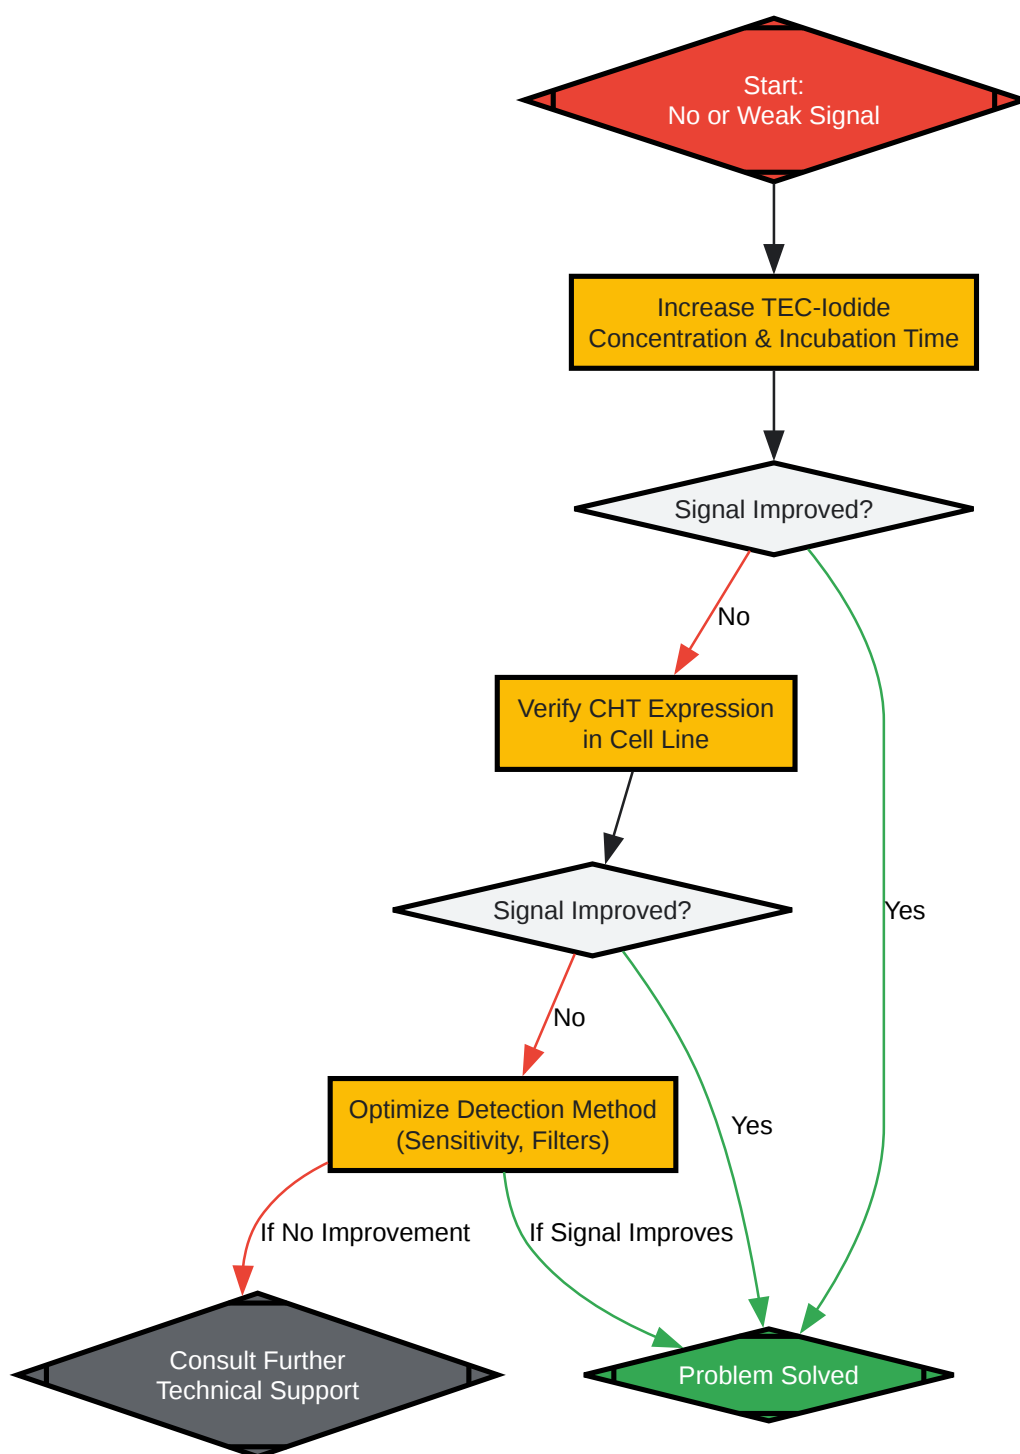 Start:
No or Weak Signal
Increase TEC-Iodide
Concentration & Incubation Time
Signal Improved?
No
Verify CHT Expression
in Cell Line
Signal Improved?
Yes
No
Optimize Detection Method
(Sensitivity, Filters)
Yes
If No Improvement
If Signal Improves
Consult Further
Technical Support
Problem Solved